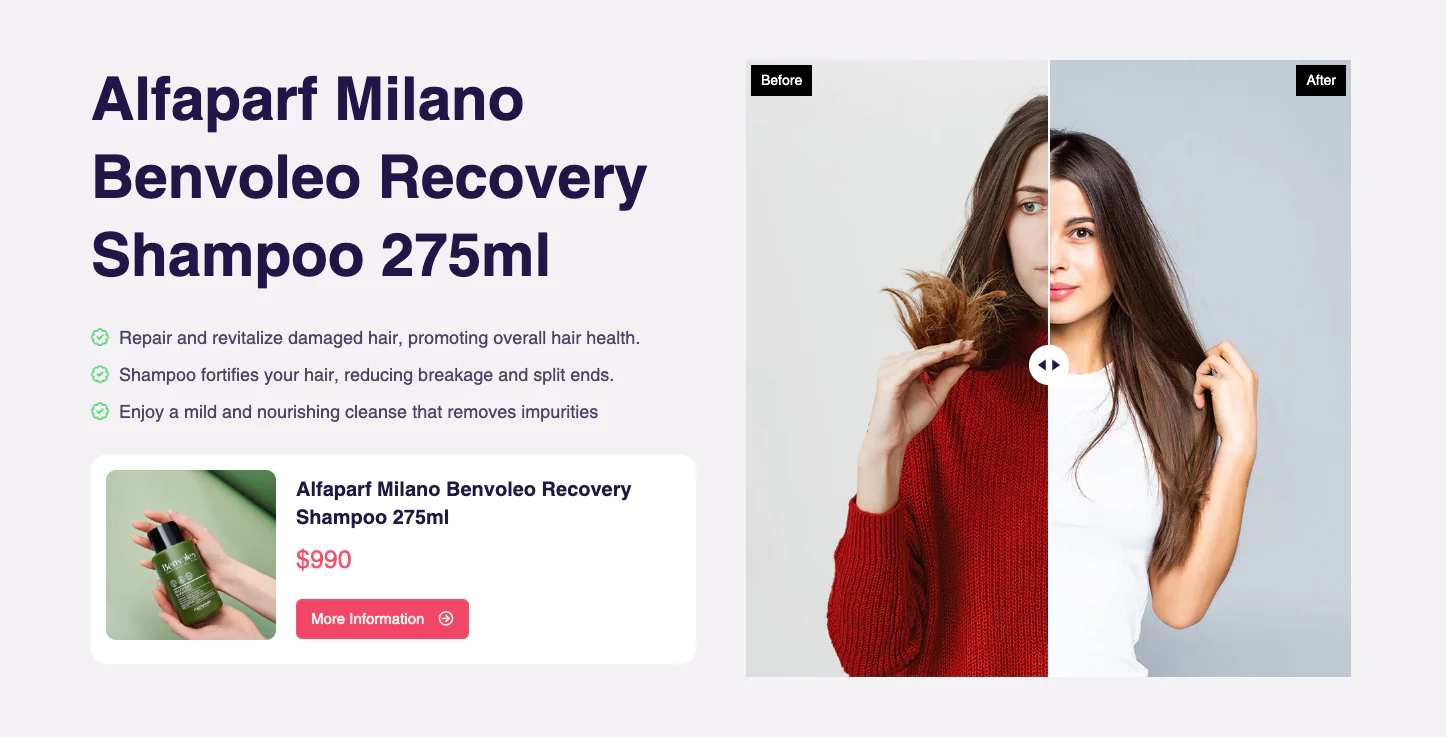 Alfaparf Milano
Benvoleo Recovery
Shampoo 275ml
Repair and revitalize damaged hair, promoting overall hair health.
Shampoo fortifies your hair, reducing breakage and split ends.
Enjoy a mild and nourishing cleanse that removes impurities
Benvoleo
Alfaparf Milano Benvoleo Recovery
Shampoo 275ml
$990
More Information
Before
After